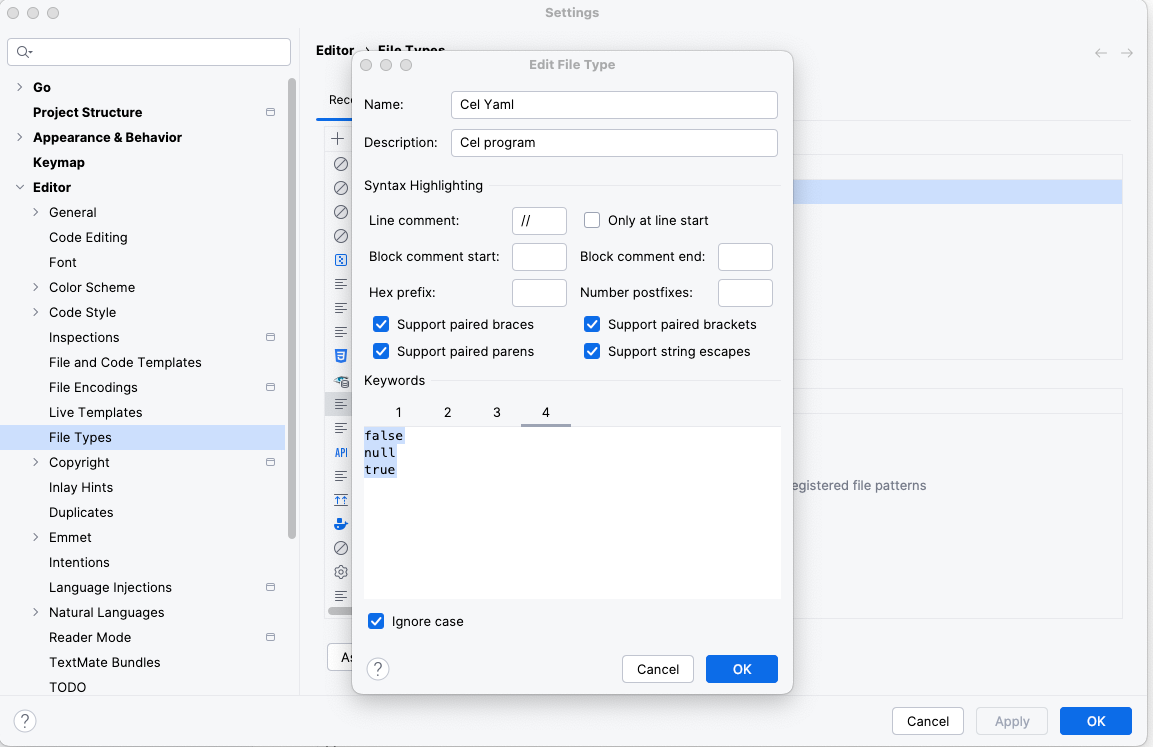 Settings
Go
Project Structure
Appearance & Behavior
Keymap
Editor
General
Code Editing
Font
Color Scheme
Code Style
Inspections
File and Code Templates
File Encodings
Live Templates
File Types
Copyright
Inlay Hints
Duplicates
Emmet
Intentions
Language Injections
Natural Languages
Reader Mode
TextMate Bundles
TODO
?
Editor › File Types
API
egistered file patterns
Edit File Type
Name: Cel Yaml
Description: Cel program
Syntax Highlighting
Line comment: // Only at line start
Block comment start: Block comment end:
Hex prefix: Number postfixes:
Support paired braces Support paired brackets
Support paired parens Support string escapes
Keywords
1 2 3 4
false
null
true
Ignore case
? Cancel OK
Cancel Apply OK